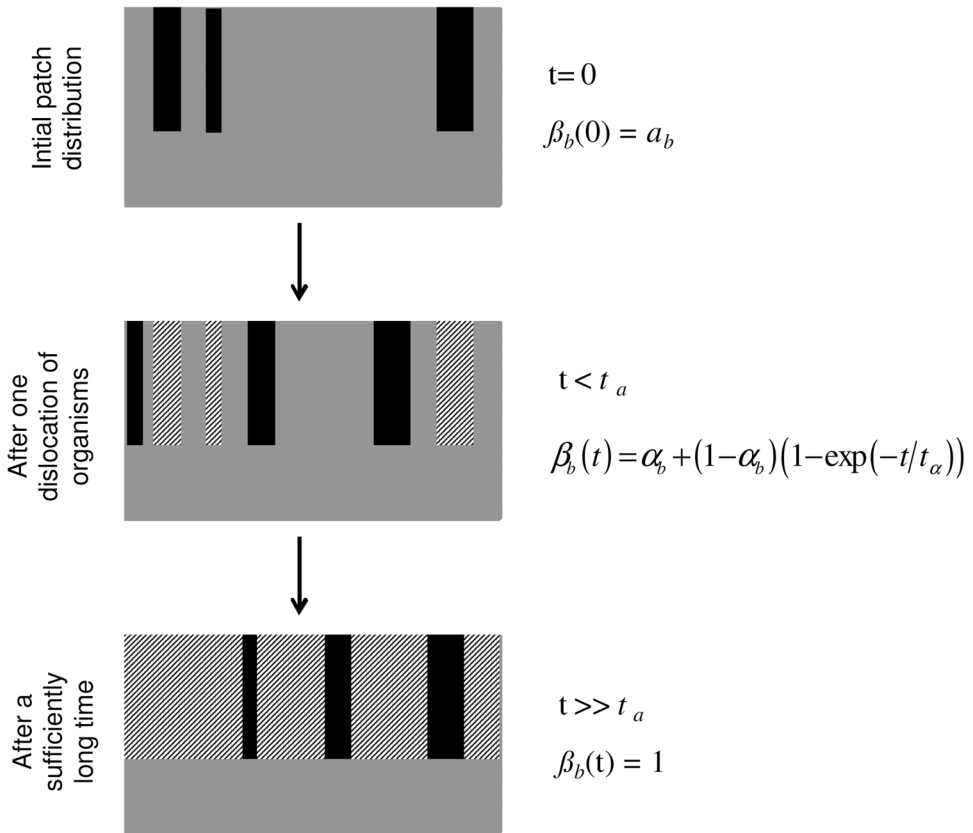 Intial patch
distribution
t= 0
β_b(0) = a_b
After one
dislocation of
organisms
t < t_a
β_b(t) = α_b + (1−α_b)(1−exp(−t/t_α))
After a
sufficiently
long time
t >> t_a
β_b(t) = 1